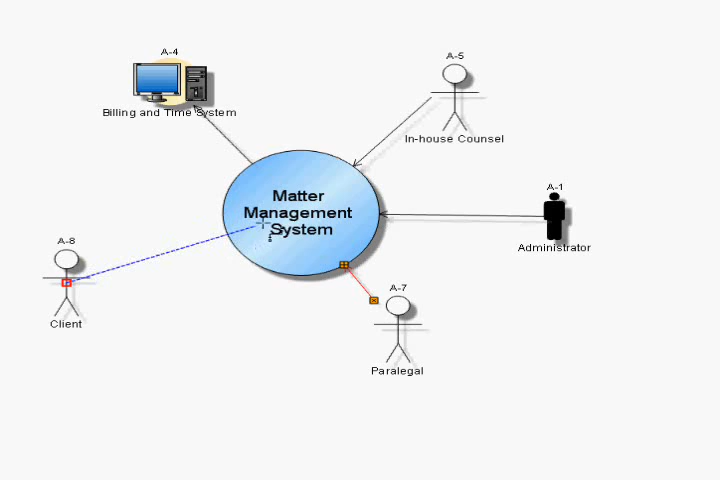 A-4
Billing and Time System
A-5
In-house Counsel
Matter
Management
System
A-1
Administrator
A-8
Client
A-7
Paralegal